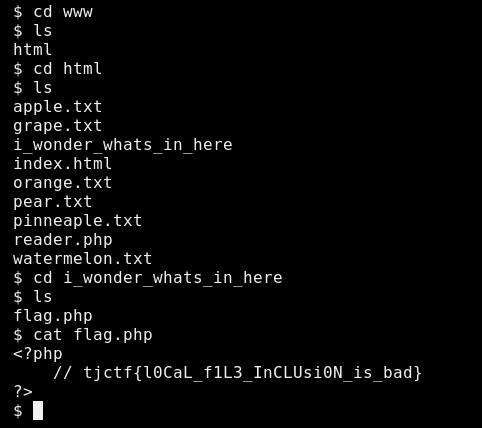 $ cd www
$ ls
html
$ cd html
$ ls
apple.txt
grape.txt
i_wonder_whats_in_here
index.html
orange.txt
pear.txt
pinneaple.txt
reader.php
watermelon.txt
$ cd i_wonder_whats_in_here
$ ls
flag.php
$ cat flag.php
<?php
    // tjctf{l0CaL_f1L3_InCLUsi0N_is_bad}
?>
$